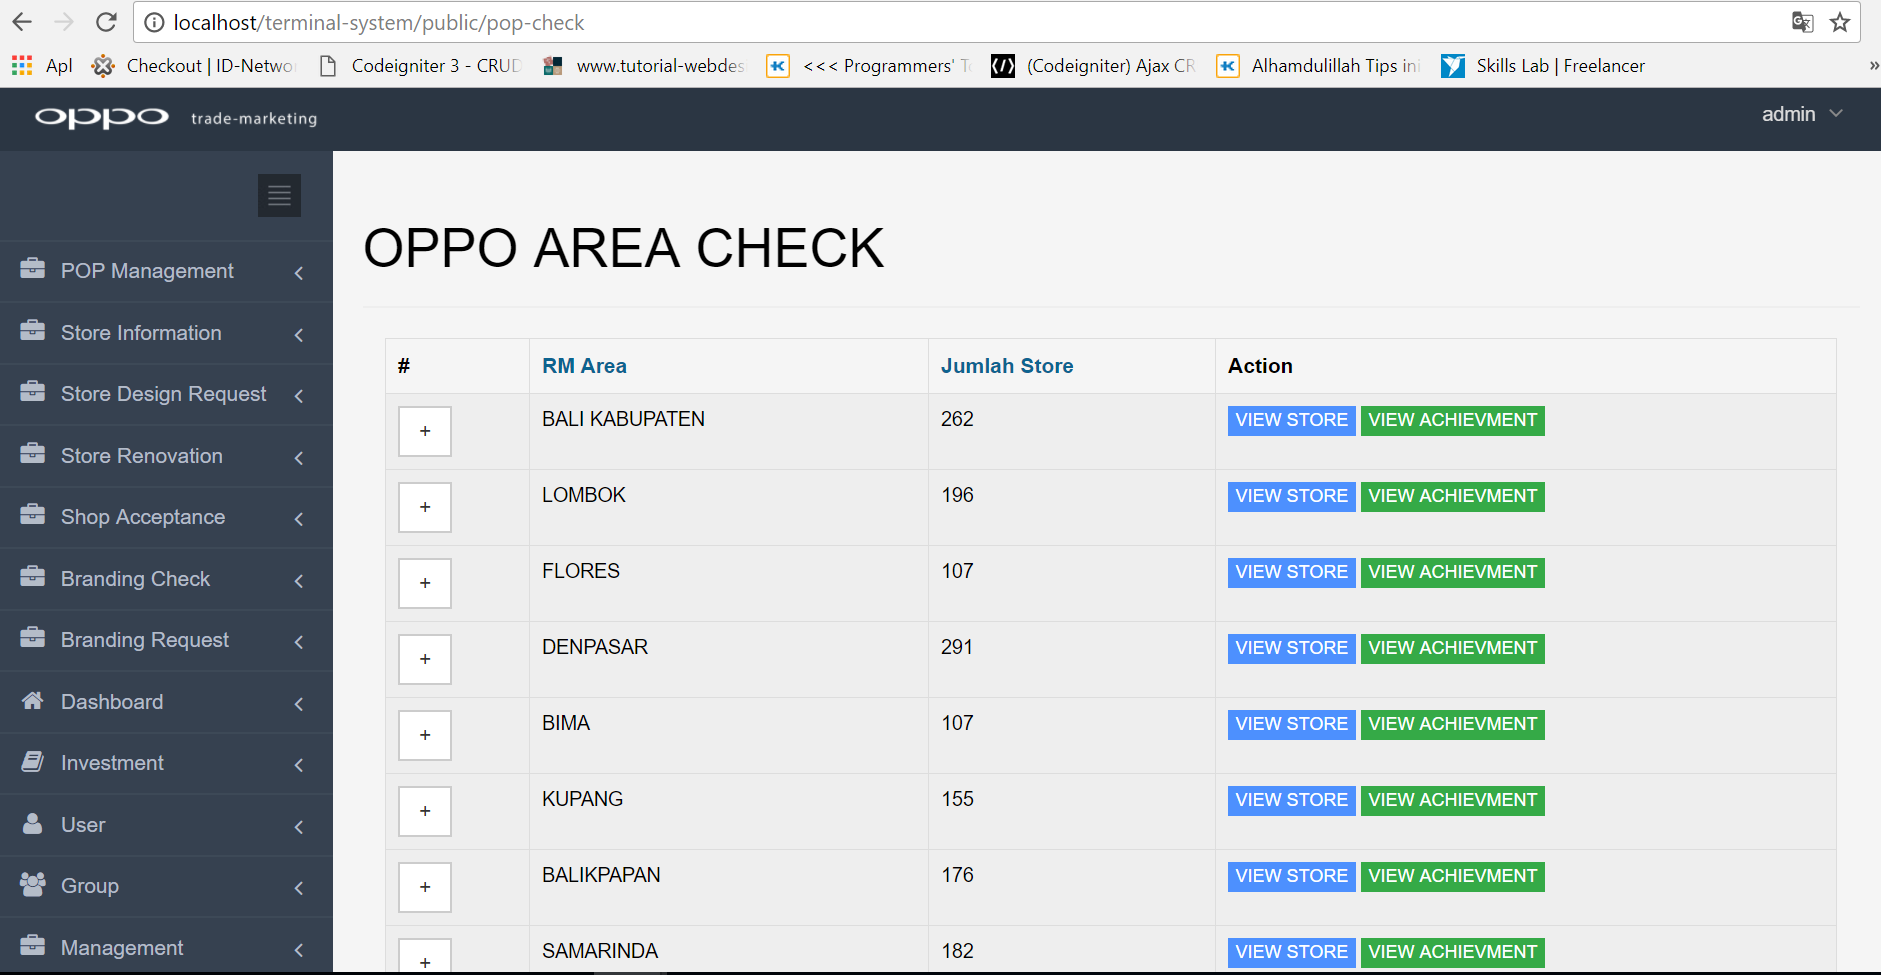 localhost/terminal-system/public/pop-check
Apl Checkout | ID-Netwo Codeigniter 3 - CRUD www.tutorial-webdes <<< Programmers' T (Codeigniter) Ajax CR Alhamdulillah Tips ini Skills Lab | Freelancer »
oppo trade-marketing admin
OPPO AREA CHECK
POP Management
Store Information
Store Design Request
Store Renovation
Shop Acceptance
Branding Check
Branding Request
Dashboard
Investment
User
Group
Management
# RM Area Jumlah Store Action
+ BALI KABUPATEN 262 VIEW STORE VIEW ACHIEVMENT
+ LOMBOK 196 VIEW STORE VIEW ACHIEVMENT
+ FLORES 107 VIEW STORE VIEW ACHIEVMENT
+ DENPASAR 291 VIEW STORE VIEW ACHIEVMENT
+ BIMA 107 VIEW STORE VIEW ACHIEVMENT
+ KUPANG 155 VIEW STORE VIEW ACHIEVMENT
+ BALIKPAPAN 176 VIEW STORE VIEW ACHIEVMENT
+ SAMARINDA 182 VIEW STORE VIEW ACHIEVMENT